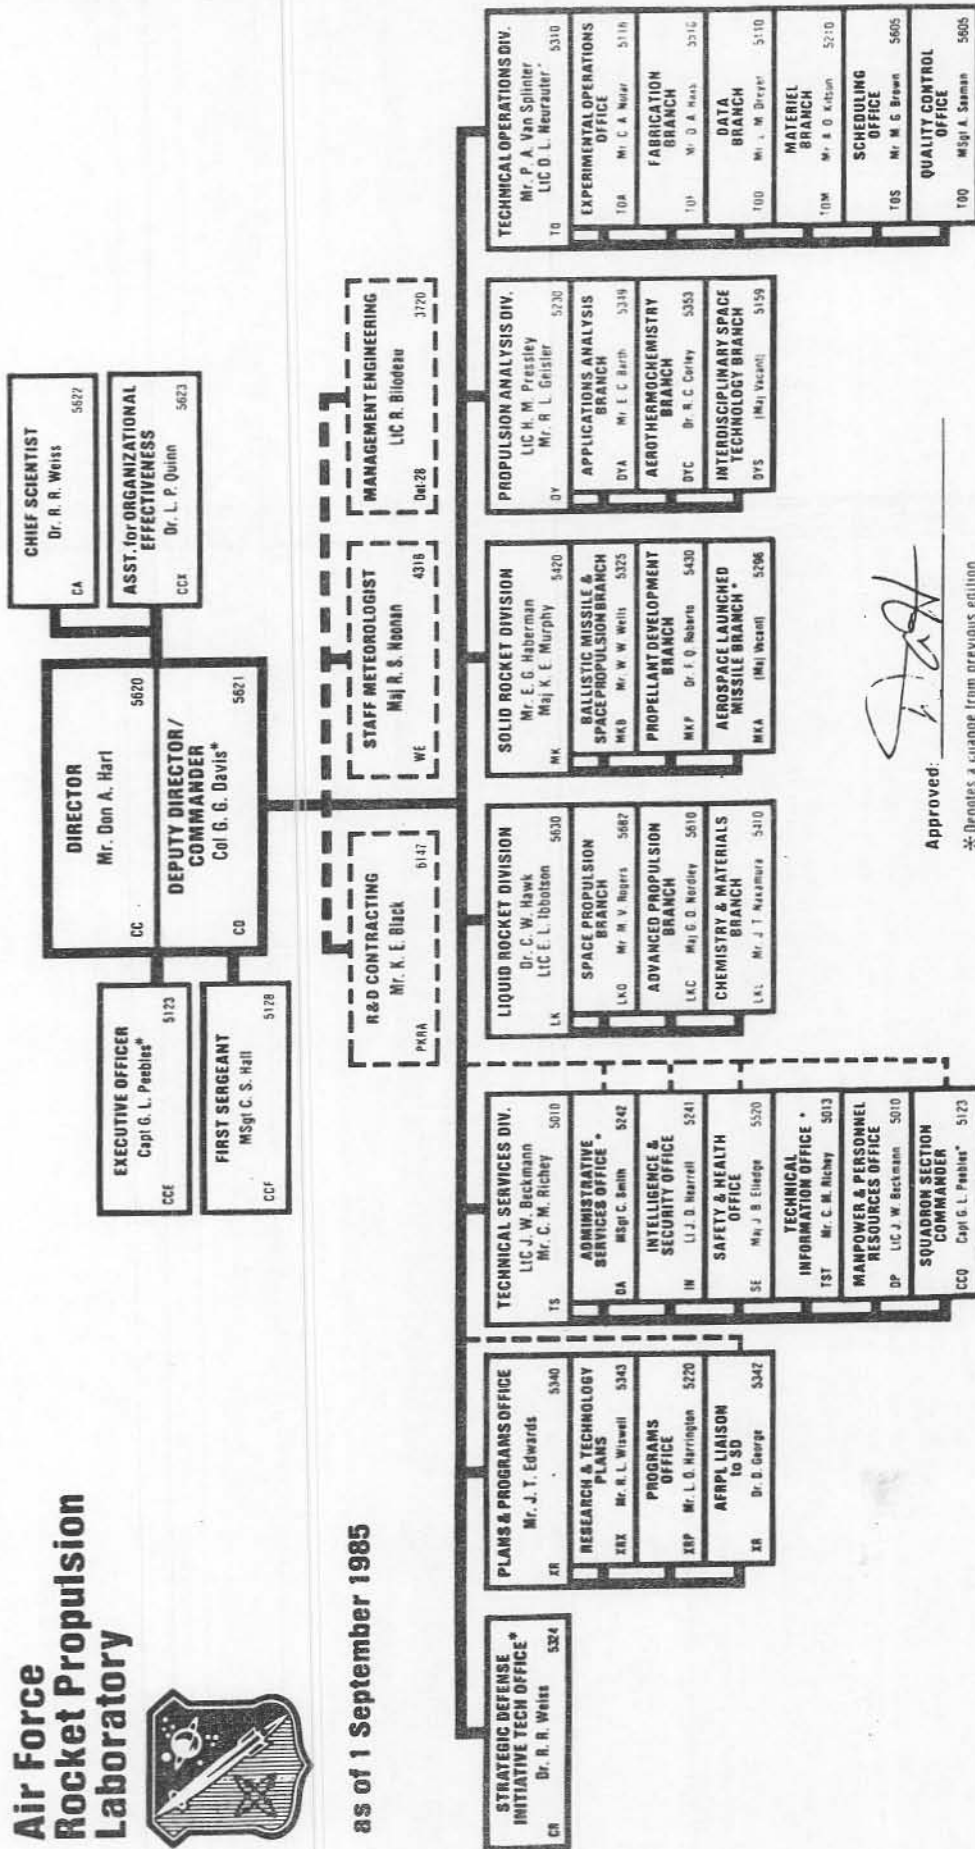 Air Force
Rocket Propulsion
Laboratory
as of 1 September 1985
DIRECTOR
Mr. Don A. Hart
CC 5620
DEPUTY DIRECTOR/
COMMANDER
Col G. G. Davis*
CD 5621
EXECUTIVE OFFICER
Capt G. L. Peebles*
CCE 5123
FIRST SERGEANT
MSgt C. S. Hall
CCF 5128
CHIEF SCIENTIST
Dr. R. R. Weiss
CA 5622
ASST. for ORGANIZATIONAL
EFFECTIVENESS
Dr. L. P. Quinn
CCX 5623
R&D CONTRACTING
Mr. K. E. Black
PKRA 6147
STAFF METEOROLOGIST
Maj R. S. Noonan
WE 4318
MANAGEMENT ENGINEERING
LtC R. Bilodeau
Det-28 3720
STRATEGIC DEFENSE
INITIATIVE TECH OFFICE*
Dr. R. R. Weiss
CR 5324
PLANS & PROGRAMS OFFICE
Mr. J. T. Edwards
XR 5340
RESEARCH & TECHNOLOGY
PLANS
XRX Mr. R. L. Wiswell 5343
PROGRAMS
OFFICE
XRP Mr. L. D. Harrington 5220
AFRPL LIAISON
to SD
XR Dr. D. George 5342
TECHNICAL SERVICES DIV.
LtC J. W. Beckmann
Mr. C. M. Richey
TS 5010
ADMINISTRATIVE
SERVICES OFFICE *
DA MSgt C. Smith 5242
INTELLIGENCE &
SECURITY OFFICE
IN Lt J. D. Hearrell 5241
SAFETY & HEALTH
OFFICE
SE Maj J B Elledge 5520
TECHNICAL
INFORMATION OFFICE *
TST Mr. C. M. Richey 5013
MANPOWER & PERSONNEL
RESOURCES OFFICE
DP LtC J. W. Beckmann 5010
SQUADRON SECTION
COMMANDER
CCQ Capt G. L. Peebles* 5123
LIQUID ROCKET DIVISION
Dr. C. W. Hawk
LtC E. L. Ibbotson
LK 5630
SPACE PROPULSION
BRANCH
LKD Mr M. V. Rogers 5682
ADVANCED PROPULSION
BRANCH
LKC Maj G. D. Nordley 5610
CHEMISTRY & MATERIALS
BRANCH
LKL Mr. J T Nakamura 5410
SOLID ROCKET DIVISION
Mr. E. G. Haberman
Maj K. E. Murphy
MK 5420
BALLISTIC MISSILE &
SPACE PROPULSION BRANCH
MKB Mr. W. W. Wells 5325
PROPELLANT DEVELOPMENT
BRANCH
MKP Dr. F. Q. Roberto 5430
AEROSPACE LAUNCHED
MISSILE BRANCH *
MKA (Maj Vacant) 5296
PROPULSION ANALYSIS DIV.
LtC H. M. Pressley
Mr. R L Geisler
DY 5230
APPLICATIONS ANALYSIS
BRANCH
DYA Mr E C Barth 5349
AEROTHERMOCHEMISTRY
BRANCH
DYC Dr. R. C. Corley 5353
INTERDISCIPLINARY SPACE
TECHNOLOGY BRANCH
DYS (Maj Vacant) 5159
TECHNICAL OPERATIONS DIV.
Mr. P. A. Van Splinter
LtC D. L. Neurauter*
TO 5310
EXPERIMENTAL OPERATIONS
OFFICE
TOA Mr C A
FABRICATION
BRANCH
Mr D A
DATA
BRANCH
TOD M Dreyer 5110
MATERIEL
BRANCH
TOM Mr R D Kitson 5210
SCHEDULING
OFFICE
TOS Mr M G Brown 5605
QUALITY CONTROL
OFFICE
TOQ MSgt A. Seaman 5605
Approved:
*Denotes a change from previous edition